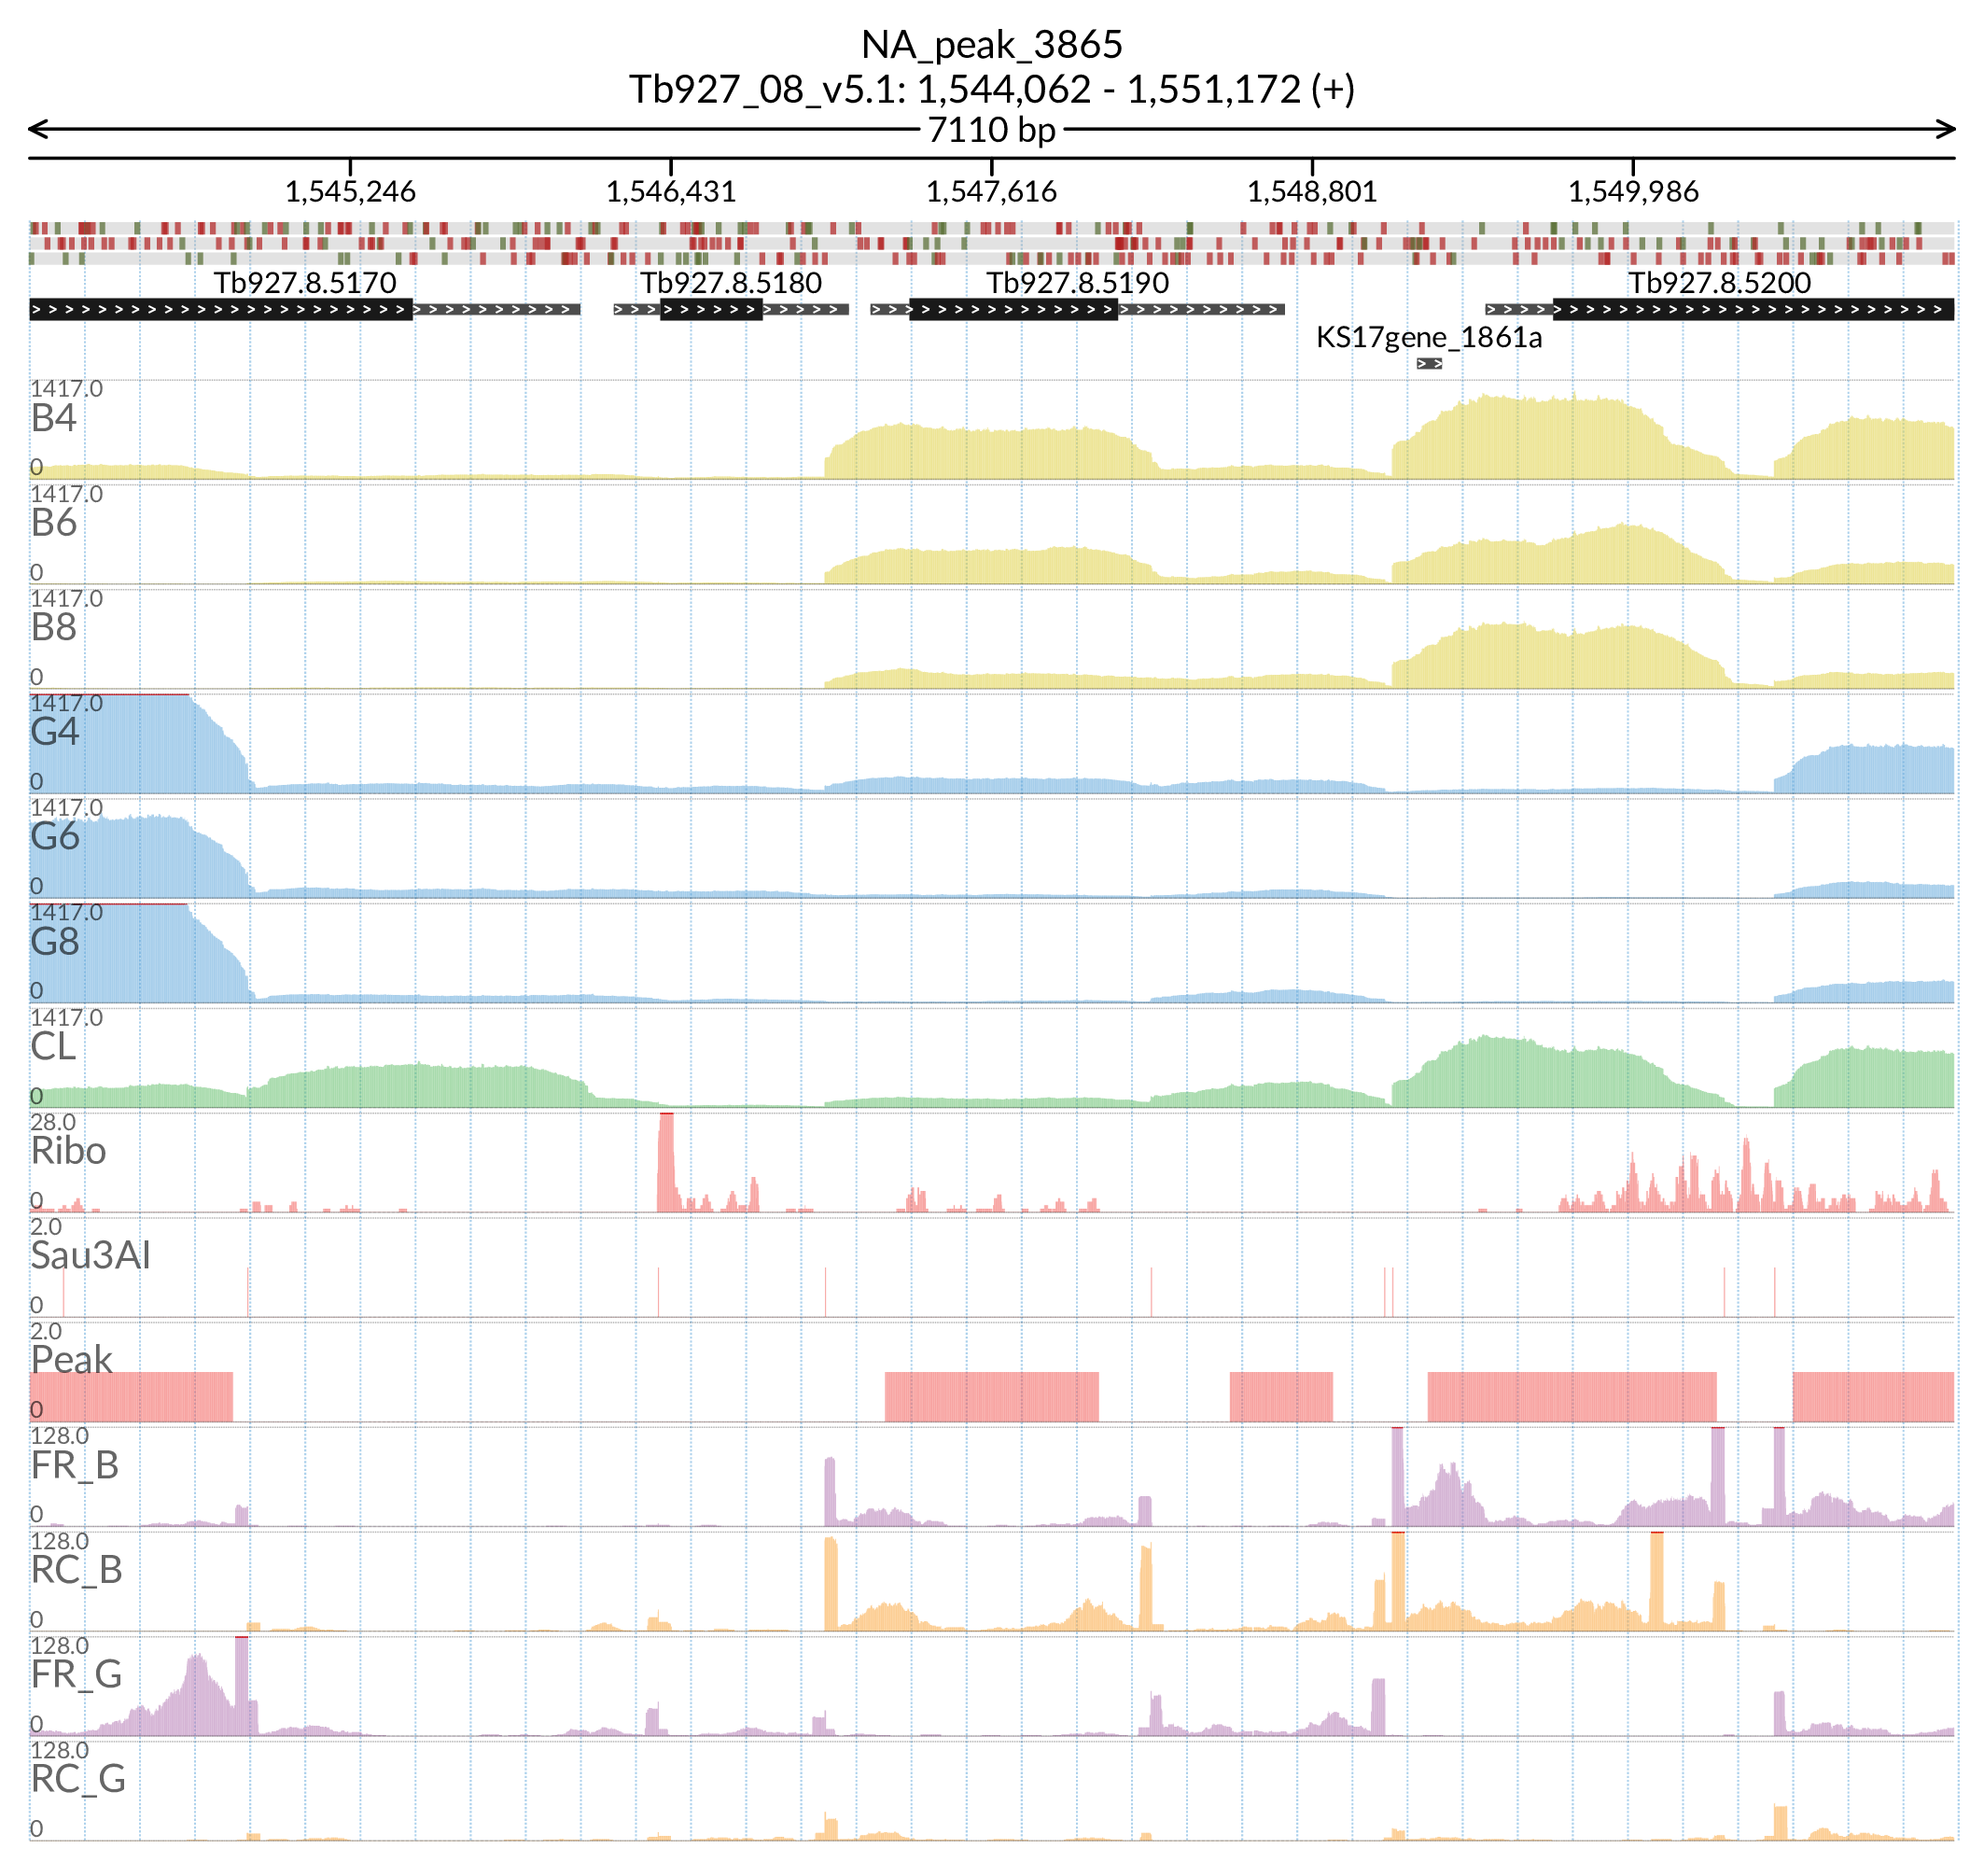 NA_peak_3865
Tb927_08_v5.1: 1,544,062 - 1,551,172 (+)
7110 bp
1,545,246 1,546,431 1,547,616 1,548,801 1,549,986
Tb927.8.5170 Tb927.8.5180 Tb927.8.5190 Tb927.8.5200
KS17gene_1861a
1417.0
B4
0
1417.0
B6
0
1417.0
B8
0
1417.0
G4
0
1417.0
G6
0
1417.0
G8
0
1417.0
CL
0
28.0
Ribo
0
2.0
Sau3AI
0
2.0
Peak
0
128.0
FR_B
0
128.0
RC_B
0
128.0
FR_G
0
128.0
RC_G
0